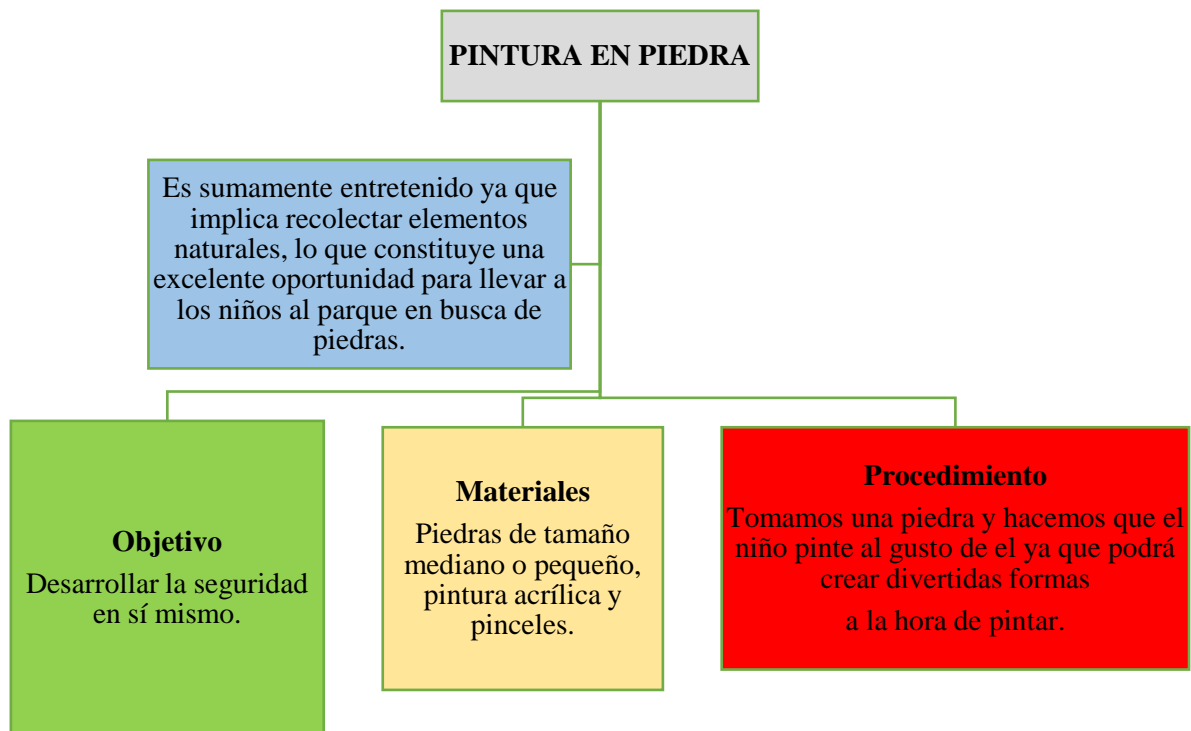 PINTURA EN PIEDRA
Es sumamente entretenido ya que
implica recolectar elementos
naturales, lo que constituye una
excelente oportunidad para llevar a
los niños al parque en busca de
piedras.
Objetivo
Desarrollar la seguridad
en sí mismo.
Materiales
Piedras de tamaño
mediano o pequeño,
pintura acrílica y
pinceles.
Procedimiento
Tomamos una piedra y hacemos que el
niño pinte al gusto de el ya que podrá
crear divertidas formas
a la hora de pintar.